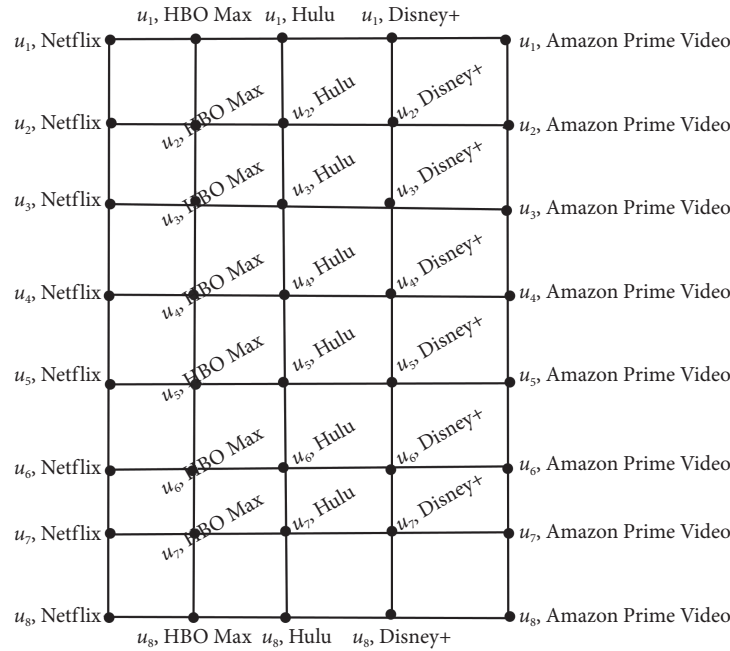 u₁, HBO Max u₁, Hulu u₁, Disney+
u₁, Netflix u₁, Amazon Prime Video
u₂, HBO Max u₂, Hulu u₂, Disney+
u₂, Netflix u₂, Amazon Prime Video
u₃, HBO Max u₃, Hulu u₃, Disney+
u₃, Netflix u₃, Amazon Prime Video
u₄, HBO Max u₄, Hulu u₄, Disney+
u₄, Netflix u₄, Amazon Prime Video
u₅, HBO Max u₅, Hulu u₅, Disney+
u₅, Netflix u₅, Amazon Prime Video
u₆, HBO Max u₆, Hulu u₆, Disney+
u₆, Netflix u₆, Amazon Prime Video
u₇, HBO Max u₇, Hulu u₇, Disney+
u₇, Netflix u₇, Amazon Prime Video
u₈, Netflix u₈, Amazon Prime Video
u₈, HBO Max u₈, Hulu u₈, Disney+